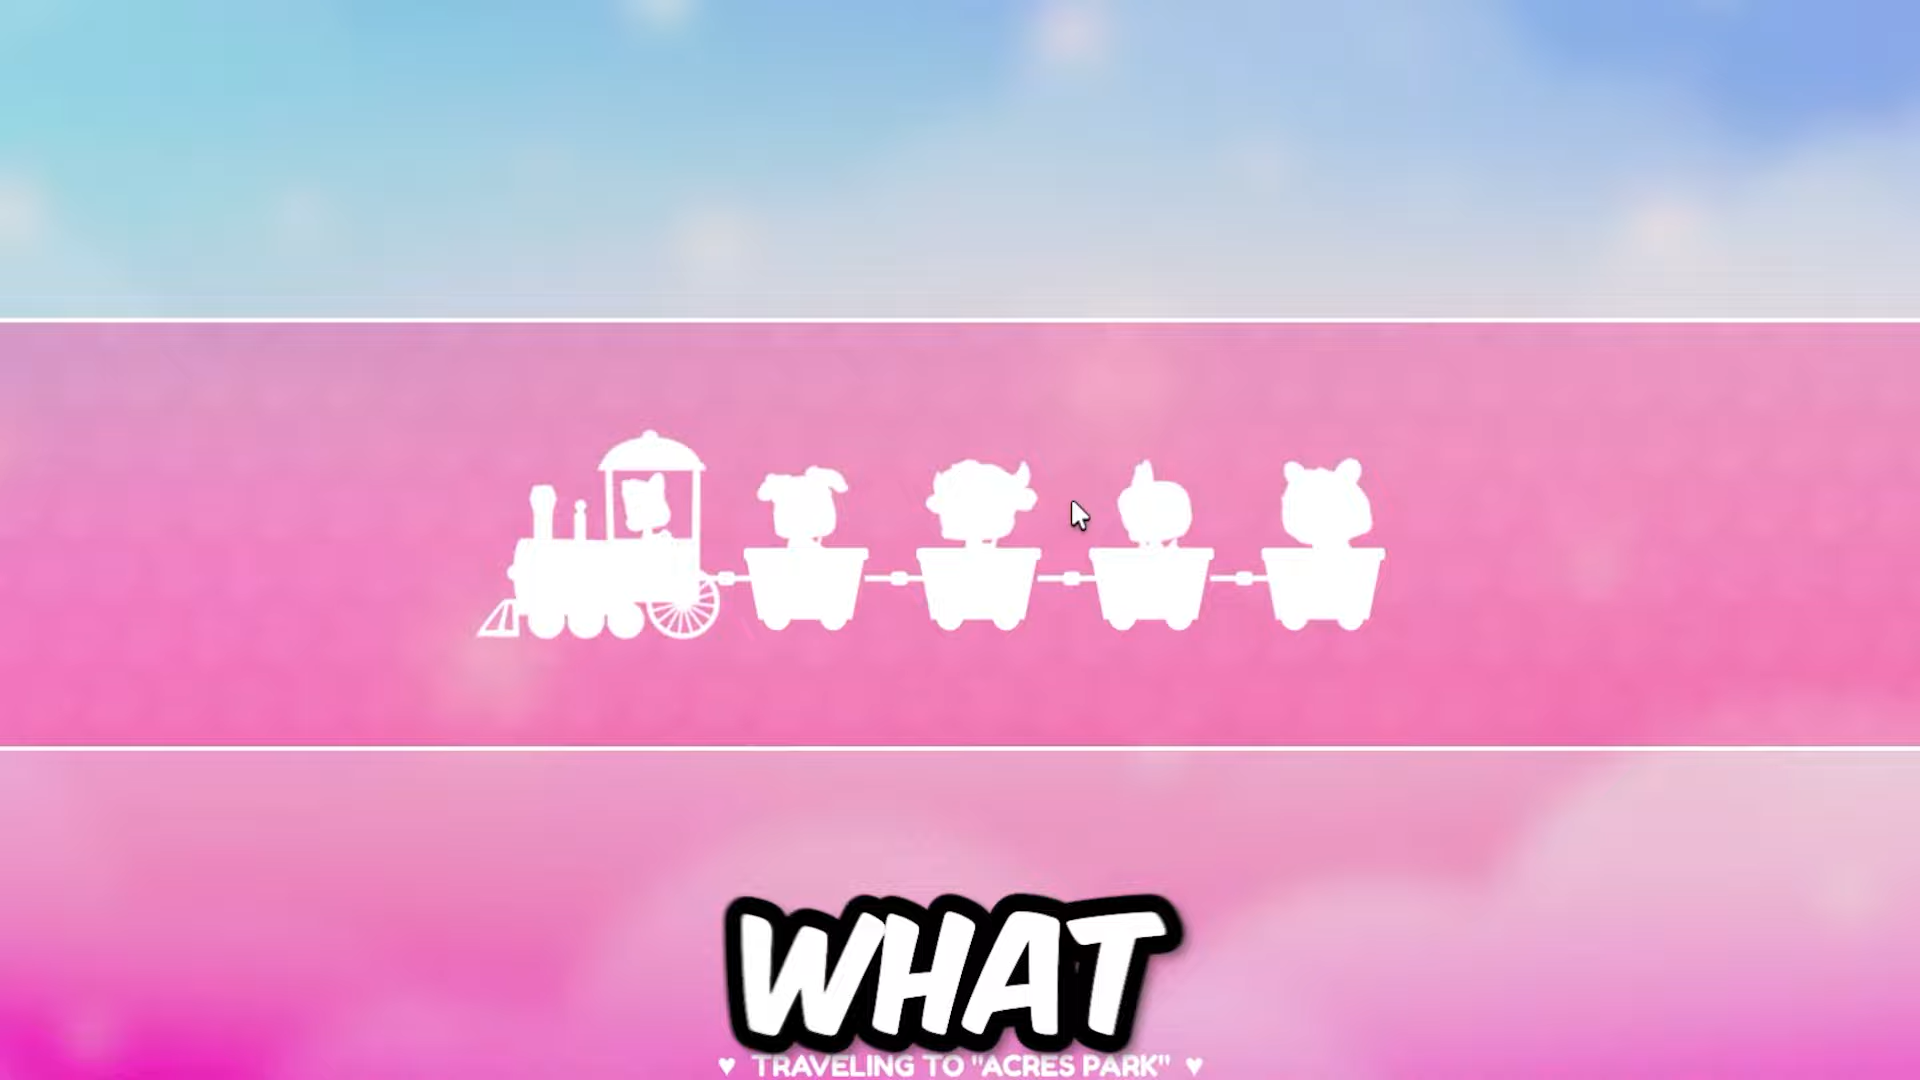 WHAT
♥ TRAVELING TO "ACRES PARK" ♥